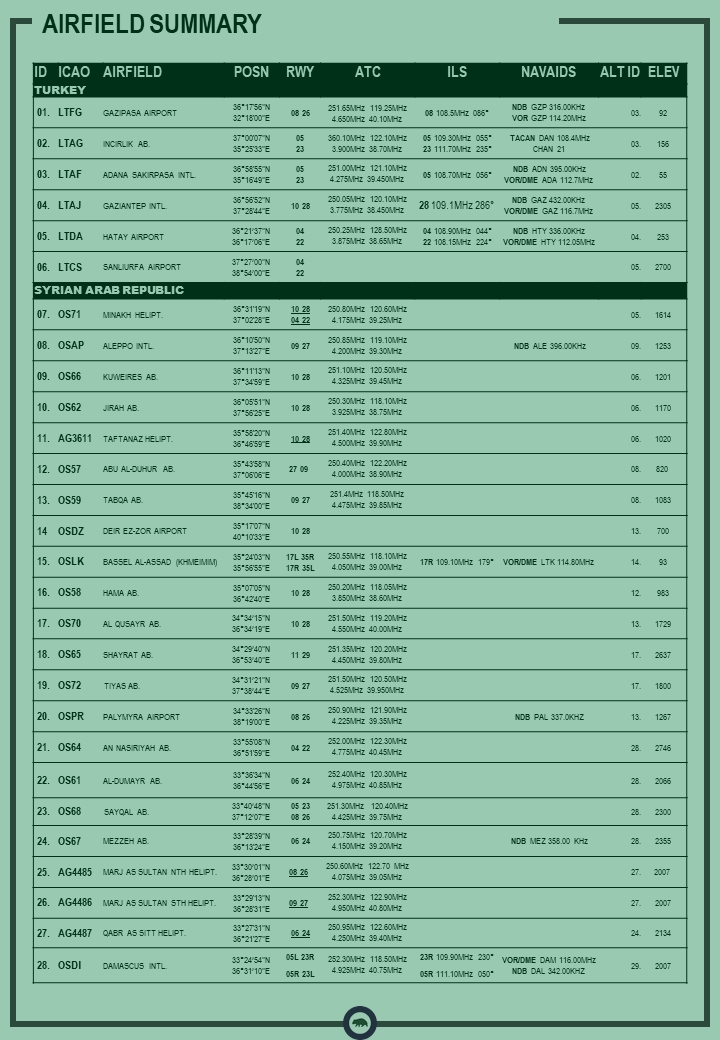 AIRFIELD SUMMARY
ID ICAO AIRFIELD POSN RWY ATC ILS NAVAIDS ALT ID ELEV
TURKEY
36°17'56"N 251.65MHz 119.25MHz NDB GZP 316.00KHz
01. LTFG GAZIPASA AIRPORT 08 26 08 108.5MHz 086° 03. 92
32°18'00"E 4.650MHz 40.10MHz VOR GZP 114.20MHz
37°00'07"N 05 360.10MHz 122.10MHz 05 109.30MHz 055° TACAN DAN 108.4MHz
02. LTAG INCIRLIK AB. 03. 156
35°25'33"E 23 3.900MHz 38.70MHz 23 111.70MHz 235° CHAN 21
36°58'55"N 05 251.00MHz 121.10MHz NDB ADN 395.00KHz
03. LTAF ADANA SAKIRPASA INTL. 05 108.70MHz 056° 02. 55
35°16'49"E 23 4.275MHz 39.450MHz VOR/DME ADA 112.7MHz
36°56'52"N 250.05MHz 120.10MHz NDB GAZ 432.00KHz
04. LTAJ GAZIANTEP INTL. 10 28 28 109.1MHz 286° 05. 2305
37°28'44"E 3.775MHz 38.450MHz VOR/DME GAZ 116.7MHz
36°21'37"N 04 250.25MHz 128.50MHz 04 108.90MHz 044° NDB HTY 336.00KHz
05. LTDA HATAY AIRPORT 04. 253
36°17'06"E 22 3.875MHz 38.65MHz 22 108.15MHz 224° VOR/DME HTY 112.05MHz
37°27'00"N 04
06. LTCS SANLIURFA AIRPORT 05. 2700
38°54'00"E 22
SYRIAN ARAB REPUBLIC
36°31'19"N 10 28 250.80MHz 120.60MHz
07. OS71 MINAKH HELIPT. 05. 1614
37°02'28"E 04 22 4.175MHz 39.25MHz
36°10'50"N 250.85MHz 119.10MHz
08. OSAP ALEPPO INTL. 09 27 NDB ALE 396.00KHz 09. 1253
37°13'27"E 4.200MHz 39.30MHz
36°11'13"N 251.10MHz 120.50MHz
09. OS66 KUWEIRES AB. 10 28 06. 1201
37°34'59"E 4.325MHz 39.45MHz
36°05'51"N 250.30MHz 118.10MHz
10. OS62 JIRAH AB. 10 28 06. 1170
37°56'25"E 3.925MHz 38.75MHz
35°58'20"N 251.40MHz 122.80MHz
11. AG3611 TAFTANAZ HELIPT. 10 28 06. 1020
36°46'59"E 4.500MHz 39.90MHz
35°43'58"N 250.40MHz 122.20MHz
12. OS57 ABU AL-DUHUR AB. 27 09 08. 820
37°06'06"E 4.000MHz 38.90MHz
35°45'16"N 251.4MHz 118.50MHz
13. OS59 TABQA AB. 09 27 08. 1083
38°34'00"E 4.475MHz 39.85MHz
35°17'07"N
14 OSDZ DEIR EZ-ZOR AIRPORT 10 28 13. 700
40°10'33"E
35°24'03"N 17L 35R 250.55MHz 118.10MHz
15. OSLK BASSEL AL-ASSAD (KHMEIMIM) 17R 109.10MHz 179° VOR/DME LTK 114.80MHz 14. 93
35°56'55"E 17R 35L 4.050MHz 39.00MHz
35°07'05"N 250.20MHz 118.05MHz
16. OS58 HAMA AB. 10 28 12. 983
36°42'40"E 3.850MHz 38.60MHz
34°34'15"N 251.50MHz 119.20MHz
17. OS70 AL QUSAYR AB. 10 28 13. 1729
36°34'19"E 4.550MHz 40.00MHz
34°29'40"N 251.35MHz 120.20MHz
18. OS65 SHAYRAT AB. 11 29 17. 2637
36°53'40"E 4.450MHz 39.80MHz
34°31'21"N 251.50MHz 120.50MHz
19. OS72 TIYAS AB. 09 27 17. 1800
37°38'44"E 4.525MHz 39.950MHz
34°33'26"N 250.90MHz 121.90MHz
20. OSPR PALYMYRA AIRPORT 08 26 NDB PAL 337.0KHZ 13. 1267
38°19'00"E 4.225MHz 39.35MHz
33°55'08"N 252.00MHz 122.30MHz
21. OS64 AN NASIRIYAH AB. 04 22 28. 2746
36°51'59"E 4.775MHz 40.45MHz
33°36'34"N 252.40MHz 120.30MHz
22. OS61 AL-DUMAYR AB. 06 24 28. 2066
36°44'56"E 4.975MHz 40.85MHz
33°40'48"N 05 23 251.30MHz 120.40MHz
23. OS68 SAYQAL AB. 28. 2300
37°12'07"E 08 26 4.425MHz 39.75MHz
33°28'39"N 250.75MHz 120.70MHz
24. OS67 MEZZEH AB. 06 24 NDB MEZ 358.00 KHz 28. 2355
36°13'24"E 4.150MHz 39.20MHz
33°30'01"N 250.60MHz 122.70 MHz
25. AG4485 MARJ AS SULTAN NTH HELIPT. 08 26 27. 2007
36°28'01"E 4.075MHz 39.05MHz
33°29'13"N 252.30MHz 122.90MHz
26. AG4486 MARJ AS SULTAN STH HELIPT. 09 27 27. 2007
36°28'31"E 4.950MHz 40.80MHz
33°27'31"N 250.95MHz 122.60MHz
27. AG4487 QABR AS SITT HELIPT. 06 24 24. 2134
36°21'27"E 4.250MHz 39.40MHz
33°24'54"N 05L 23R 252.30MHz 118.50MHz 23R 109.90MHz 230° VOR/DME DAM 116.00MHz
28. OSDI DAMASCUS INTL. 29. 2007
36°31'10"E 05R 23L 4.925MHz 40.75MHz 05R 111.10MHz 050° NDB DAL 342.00KHZ